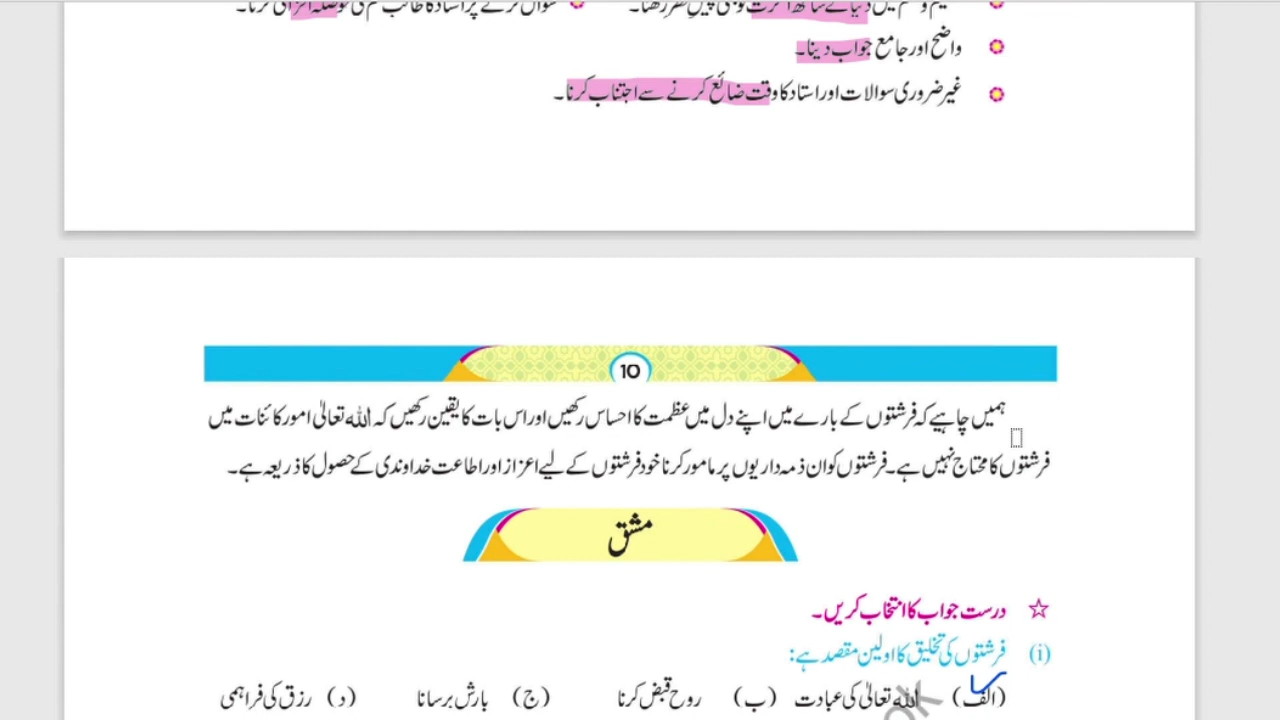 واضح اور جامع جواب دینا۔
غیر ضروری سوالات اور استاد کا وقت ضائع کرنے سے اجتناب کرنا۔
10
ہمیں چاہیے کہ فرشتوں کے بارے میں اپنے دل میں عظمت کا احساس رکھیں اور اس بات کا یقین رکھیں کہ اللہ تعالیٰ امور کائنات میں
فرشتوں کا محتاج نہیں ہے۔ فرشتوں کو ان ذمہ داریوں پر مامور کرنا خود فرشتوں کے لیے اعزاز اور اطاعت خداوندی کے حصول کا ذریعہ ہے۔
مشق
درست جواب کا انتخاب کریں۔
(i) فرشتوں کی تخلیق کا اولین مقصد ہے:
(الف) اللہ تعالیٰ کی عبادت (ب) روح قبض کرنا (ج) بارش برسانا (د) رزق کی فراہمی